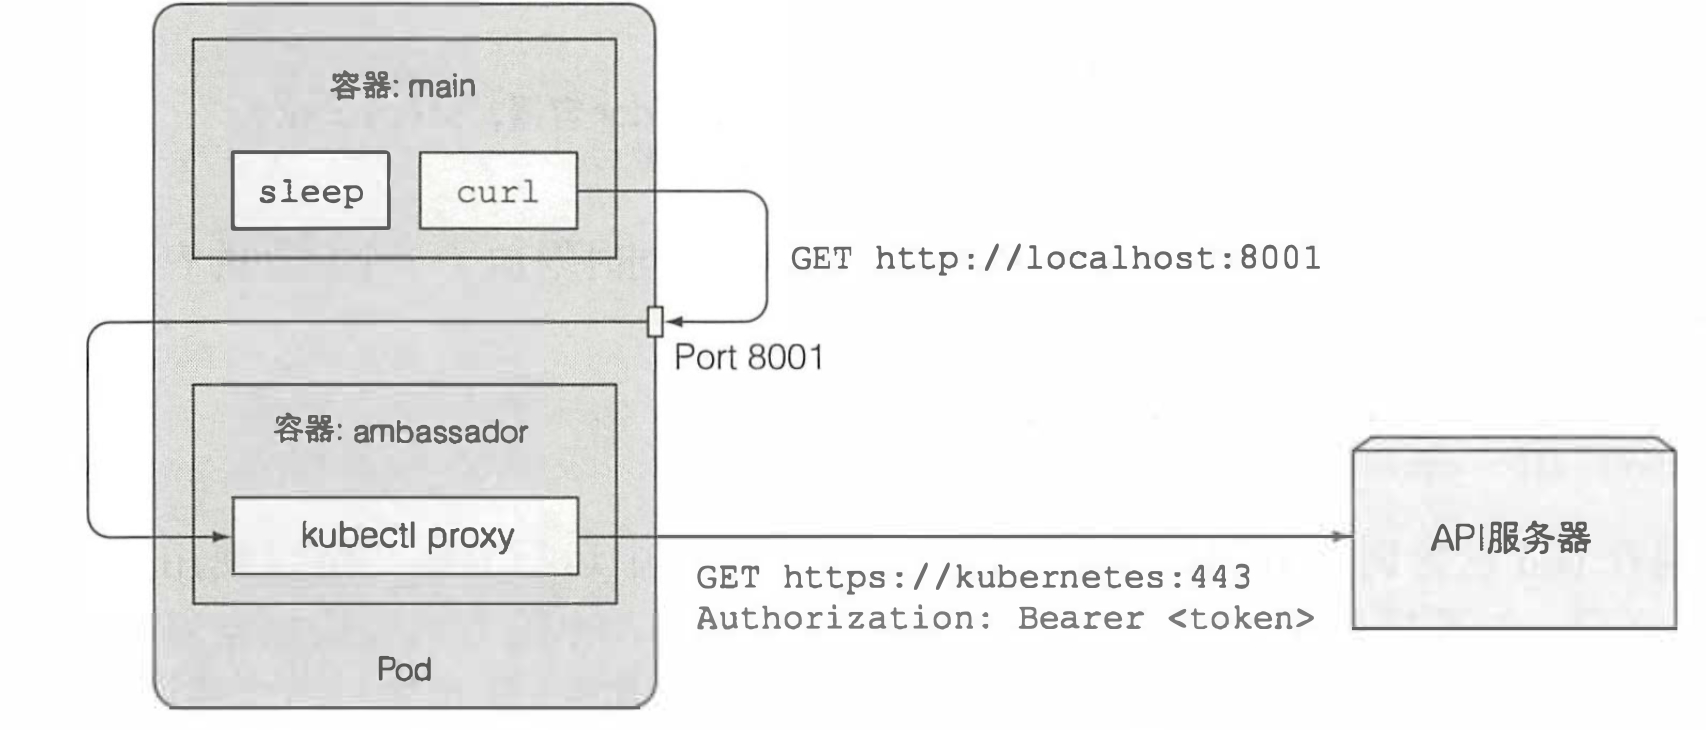 容器: main
sleep
curl
GET http://localhost:8001
Port 8001
容器: ambassador
kubectl proxy
API服务器
GET https://kubernetes:443
Authorization: Bearer <token>
Pod